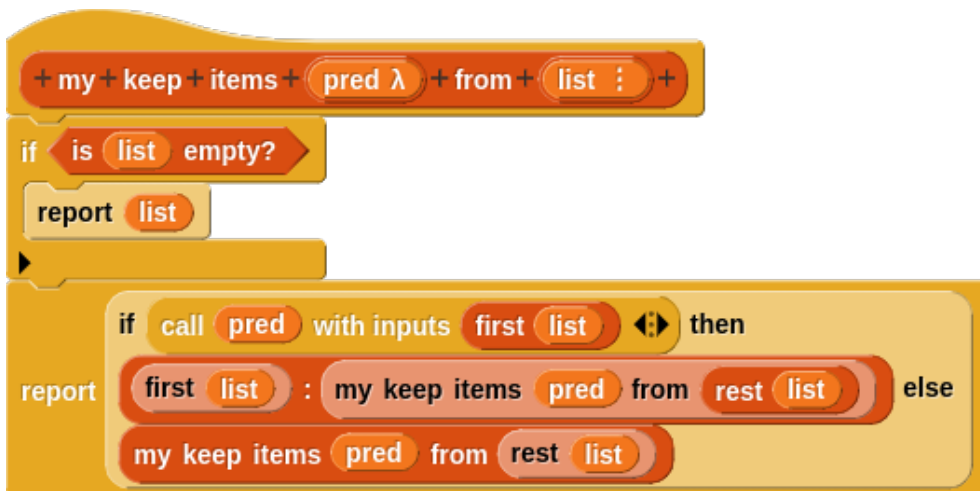 + my + keep + items + pred λ + from + list ⋮ +
if is list empty?
report list
if call pred with inputs first list then
report first list : my keep items pred from rest list else
my keep items pred from rest list